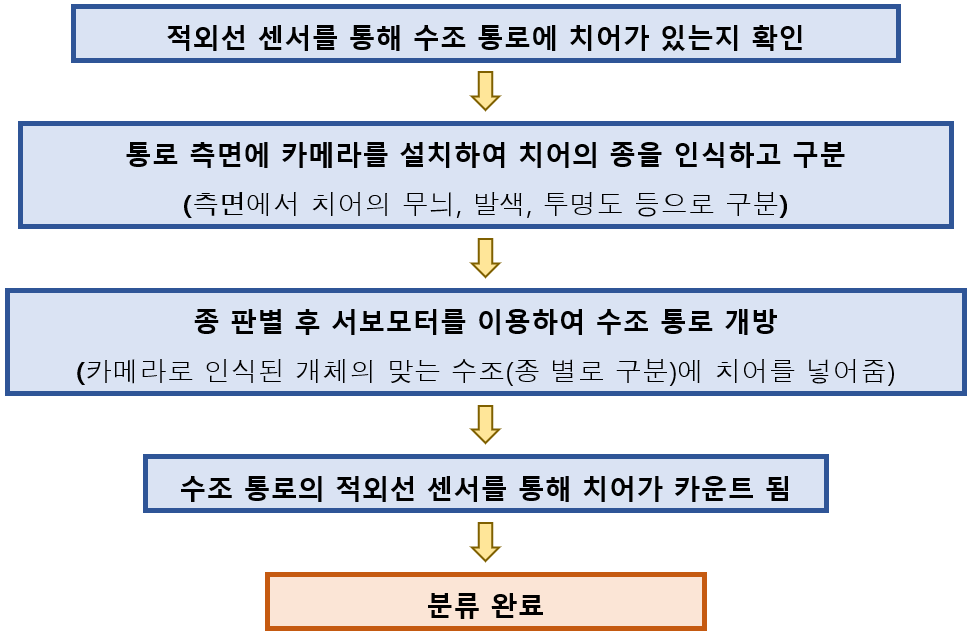 적외선 센서를 통해 수조 통로에 치어가 있는지 확인
통로 측면에 카메라를 설치하여 치어의 종을 인식하고 구분
(측면에서 치어의 무늬, 발색, 투명도 등으로 구분)
종 판별 후 서보모터를 이용하여 수조 통로 개방
(카메라로 인식된 개체의 맞는 수조(종 별로 구분)에 치어를 넣어줌)
수조 통로의 적외선 센서를 통해 치어가 카운트 됨
분류 완료